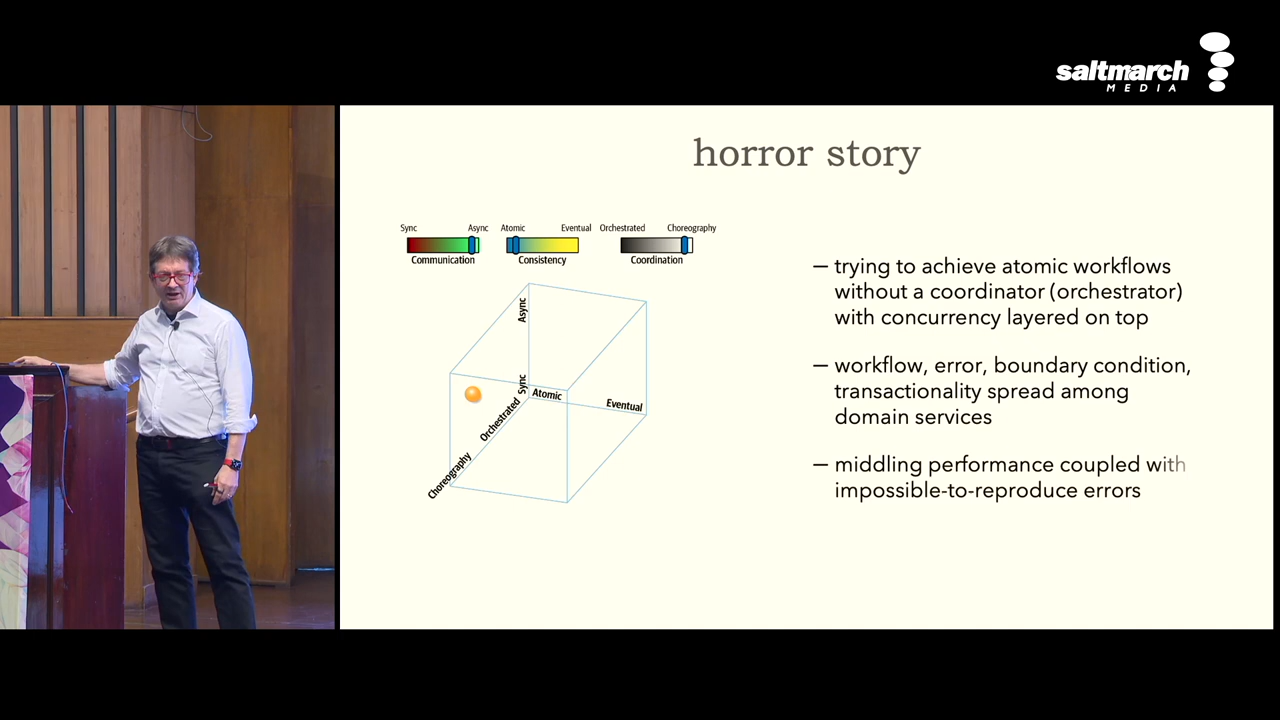 saltmarch
MEDIA
horror story
Sync Async Atomic Eventual Orchestrated Choreography
Communication Consistency Coordination
Async
Sync
Atomic
Eventual
Orchestrated
Choreography
— trying to achieve atomic workflows
without a coordinator (orchestrator)
with concurrency layered on top
— workflow, error, boundary condition,
transactionality spread among
domain services
— middling performance coupled with
impossible-to-reproduce errors